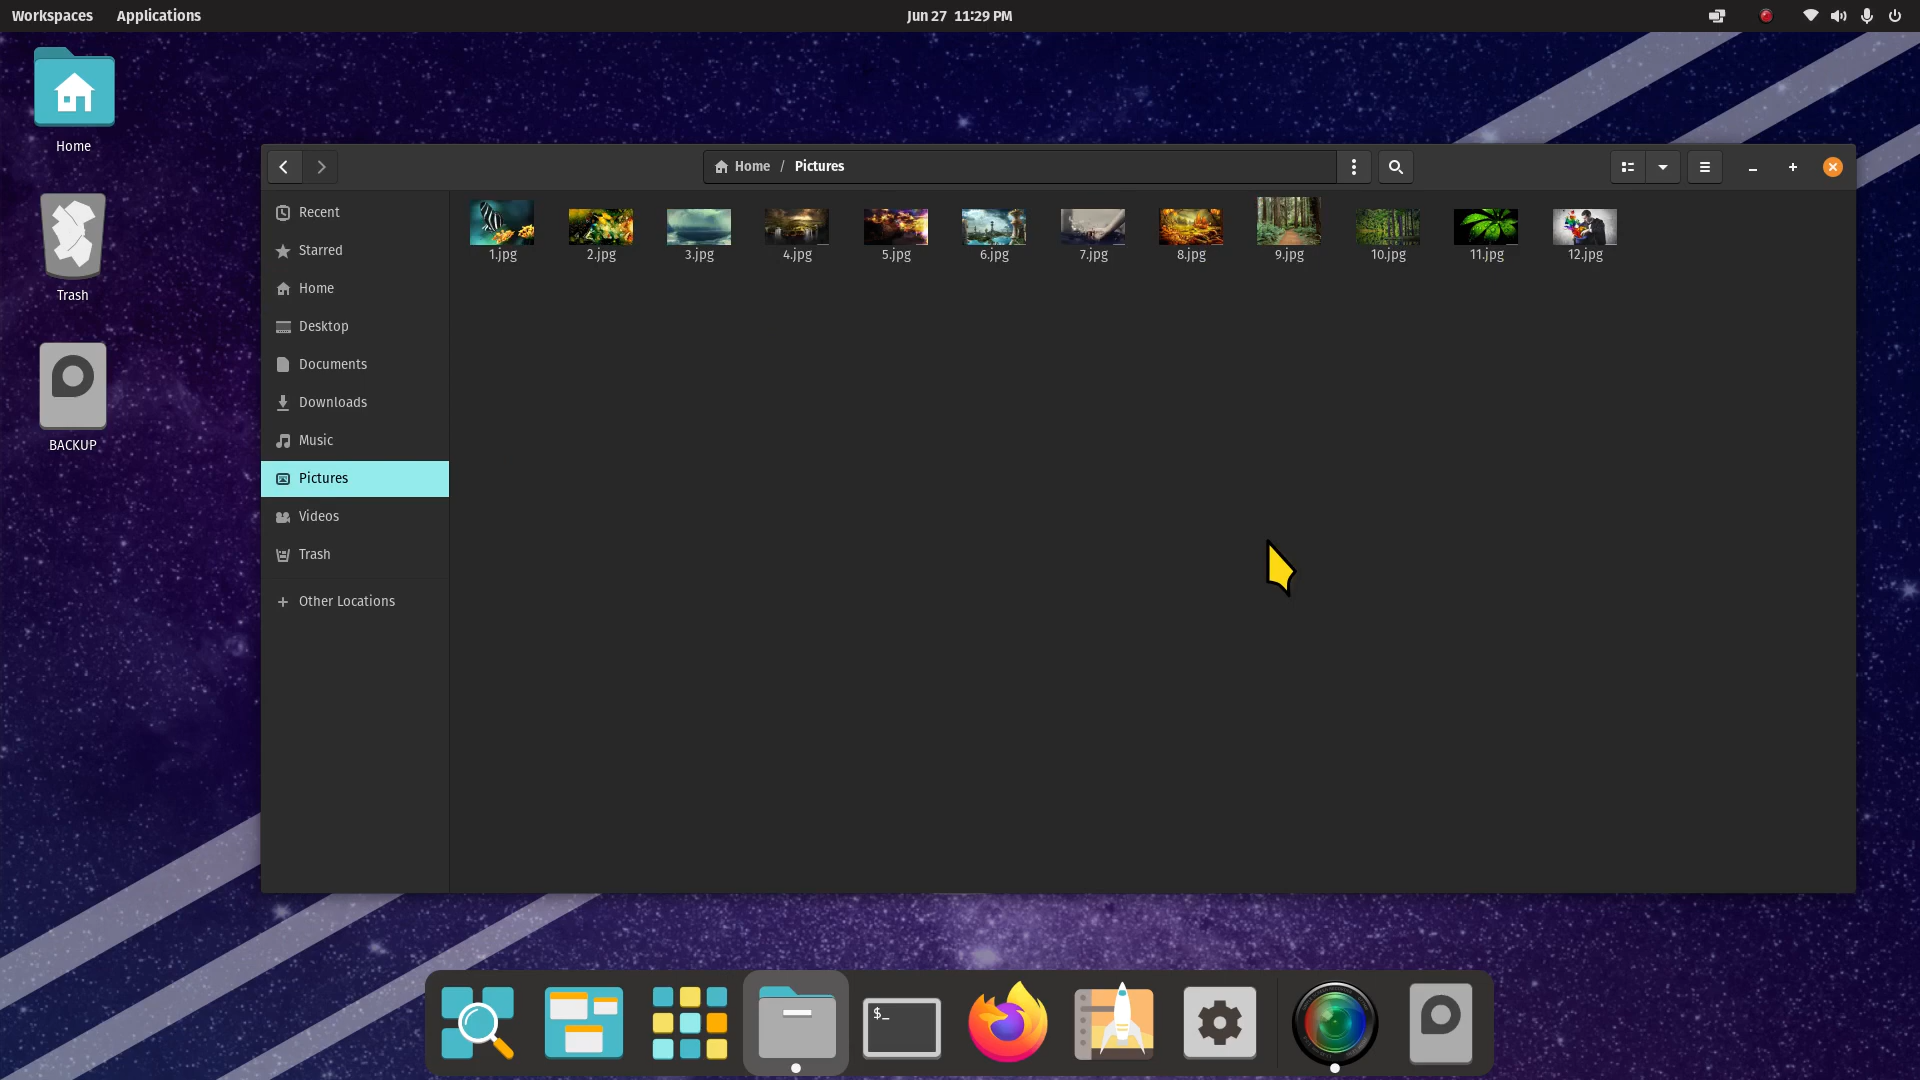 Workspaces Applications Jun 27 11:29 PM
Home
Trash
BACKUP
Home / Pictures
Recent
Starred
Home
Desktop
Documents
Downloads
Music
Pictures
Videos
Trash
Other Locations
1.jpg 2.jpg 3.jpg 4.jpg 5.jpg 6.jpg 7.jpg 8.jpg 9.jpg 10.jpg 11.jpg 12.jpg
$_